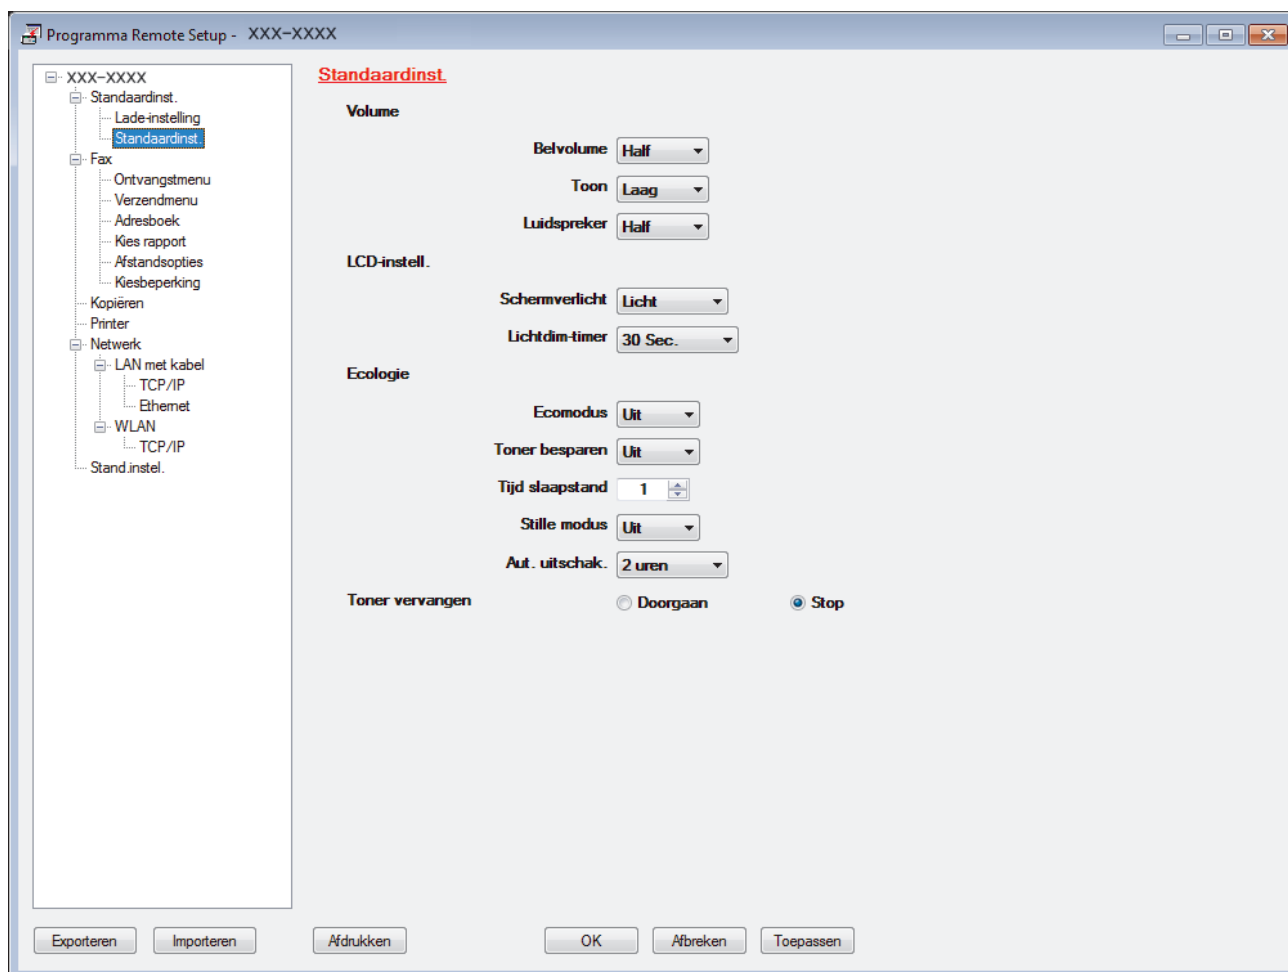 Programma Remote Setup - XXX-XXXX
XXX-XXXX
Standaardinst.
Lade-instelling
Standaardinst.
Fax
Ontvangstmenu
Verzendmenu
Adresboek
Kies rapport
Afstandsopties
Kiesbeperking
Kopiëren
Printer
Netwerk
LAN met kabel
TCP/IP
Ethernet
WLAN
TCP/IP
Stand.instel.
Standaardinst.
Volume
Belvolume Half
Toon Laag
Luidspreker Half
LCD-instell.
Schermverlicht Licht
Lichtdim-timer 30 Sec.
Ecologie
Ecomodus Uit
Toner besparen Uit
Tijd slaapstand 1
Stille modus Uit
Aut. uitschak. 2 uren
Toner vervangen Doorgaan Stop
Exporteren Importeren Afdrukken OK Afbreken Toepassen